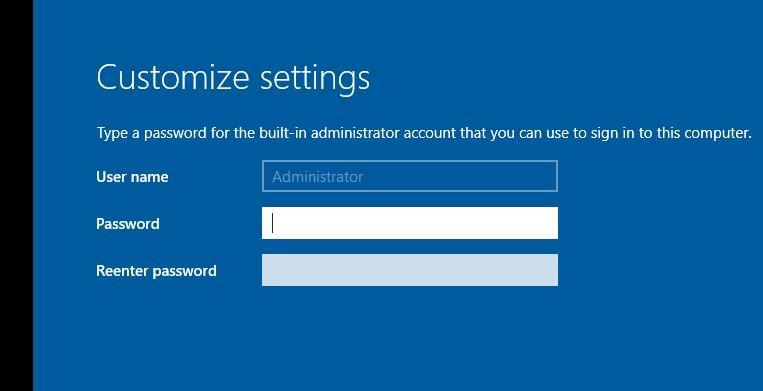 Customize settings
Type a password for the built-in administrator account that you can use to sign in to this computer.
User name Administrator
Password
Reenter password